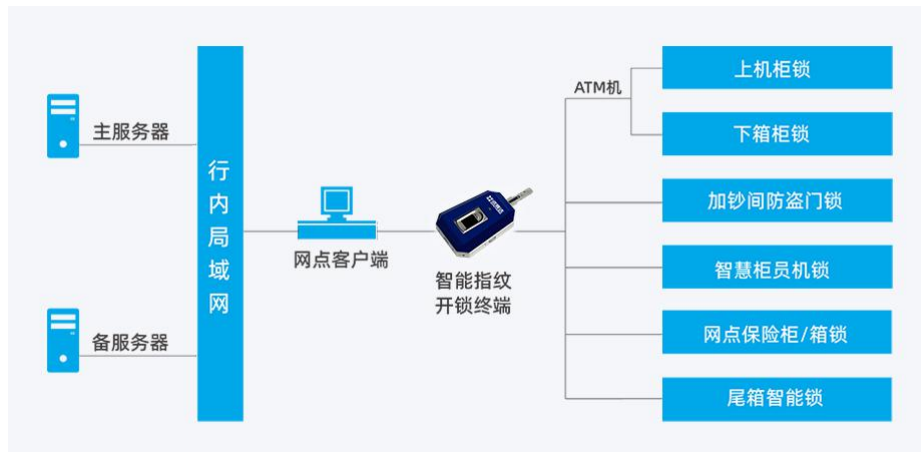 主服务器
备服务器
行内局域网
网点客户端
智能指纹
开锁终端
ATM机
上机柜锁
下箱柜锁
加钞间防盗门锁
智慧柜员机锁
网点保险柜/箱锁
尾箱智能锁